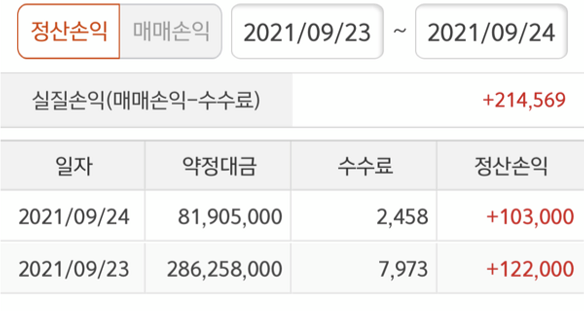 정산손익 매매손익 2021/09/23 ~ 2021/09/24
실질손익(매매손익-수수료) +214,569
일자 약정대금 수수료 정산손익
2021/09/24 81,905,000 2,458 +103,000
2021/09/23 286,258,000 7,973 +122,000